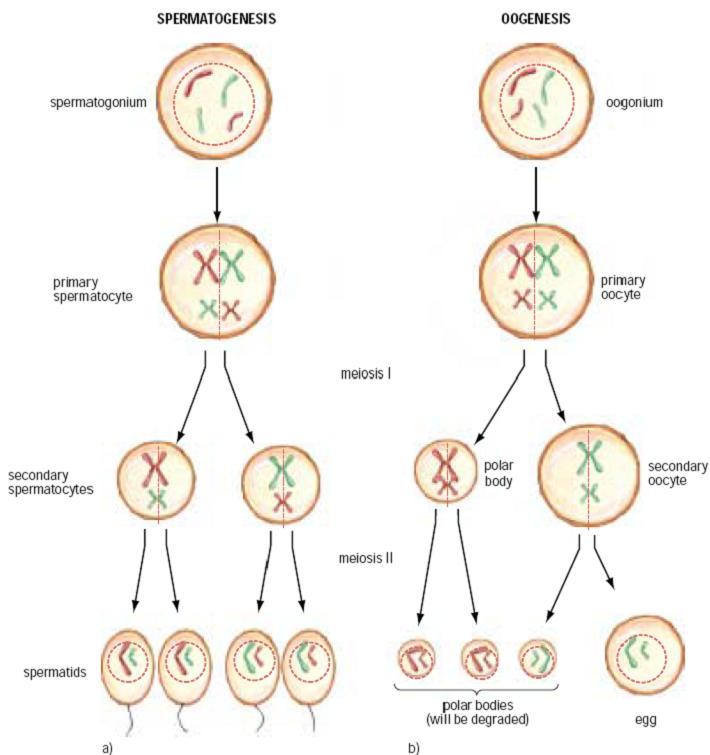 SPERMATOGENESIS
OOGENESIS
spermatogonium
oogonium
primary
spermatocyte
primary
oocyte
meiosis I
secondary
spermatocytes
polar
body
secondary
oocyte
meiosis II
spermatids
polar bodies
(will be degraded)
egg
a)
b)